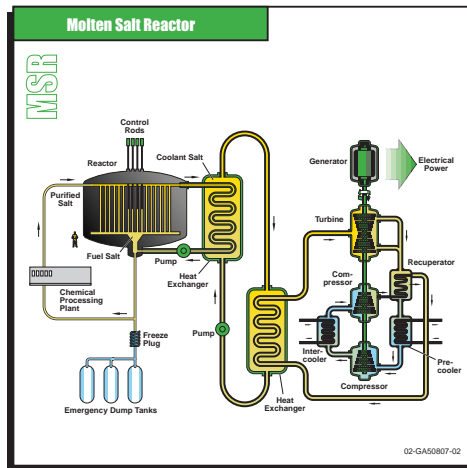 Molten Salt Reactor
MSR
Control
Rods
Reactor
Coolant Salt
Generator
Electrical
Power
Purified
Salt
Turbine
Fuel Salt
Pump
Recuperator
Heat
Exchanger
Com-
pressor
Chemical
Processing
Plant
Pump
Freeze
Plug
Inter-
cooler
Pre-
cooler
Compressor
Heat
Exchanger
Emergency Dump Tanks
02-GA50807-02